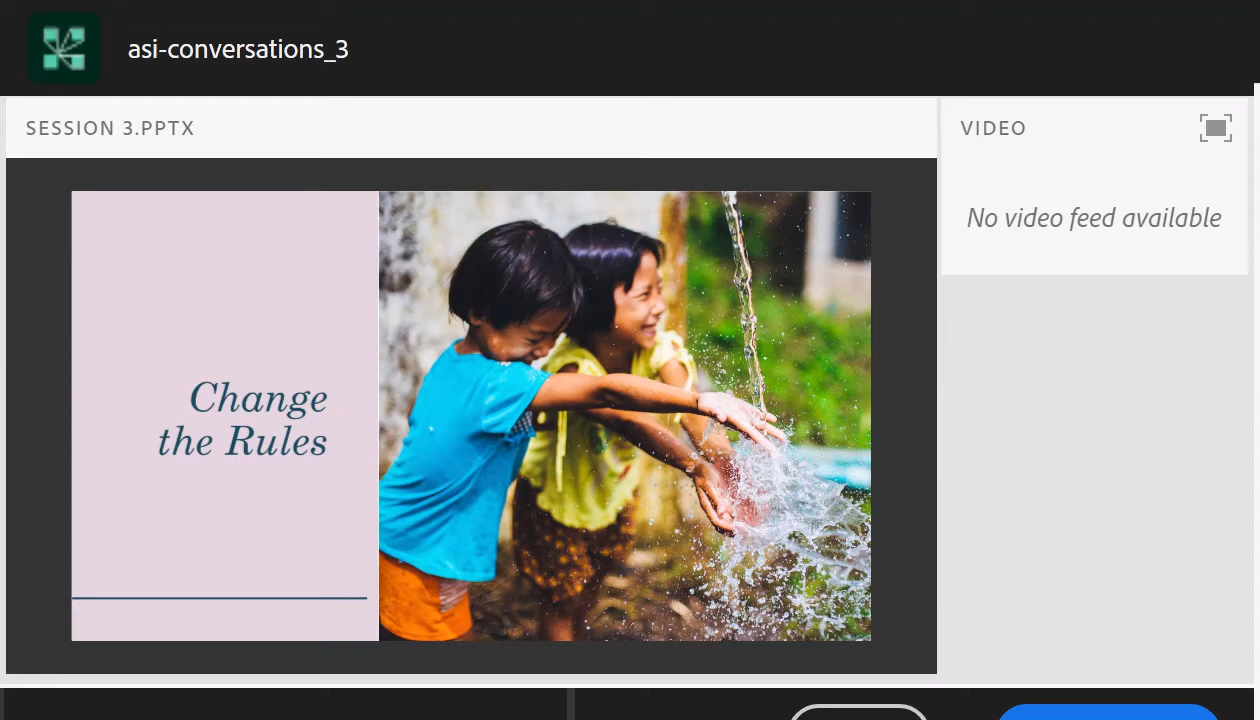 asi-conversations_3
SESSION 3.PPTX
VIDEO
No video feed available
Change
the Rules